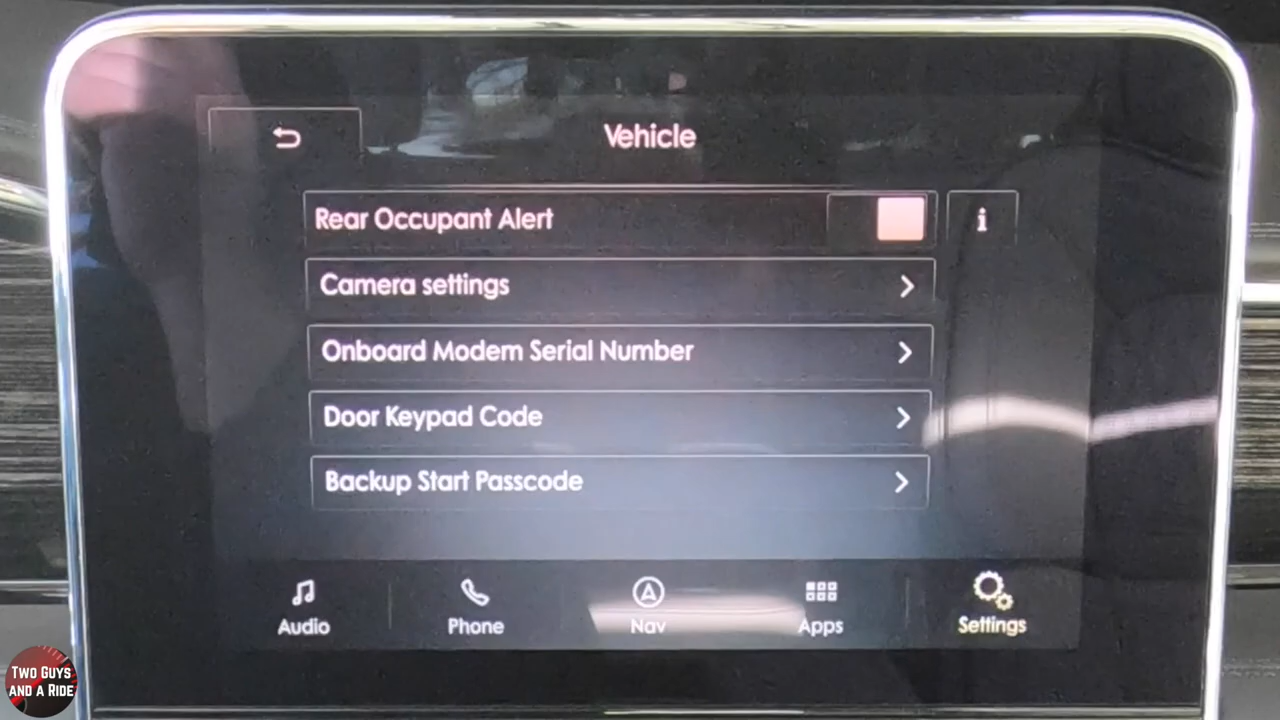 Vehicle
Rear Occupant Alert
i
Camera settings
Onboard Modem Serial Number
Door Keypad Code
Backup Start Passcode
Audio
Phone
Nav
Apps
Settings
TWO GUYS
AND A RIDE